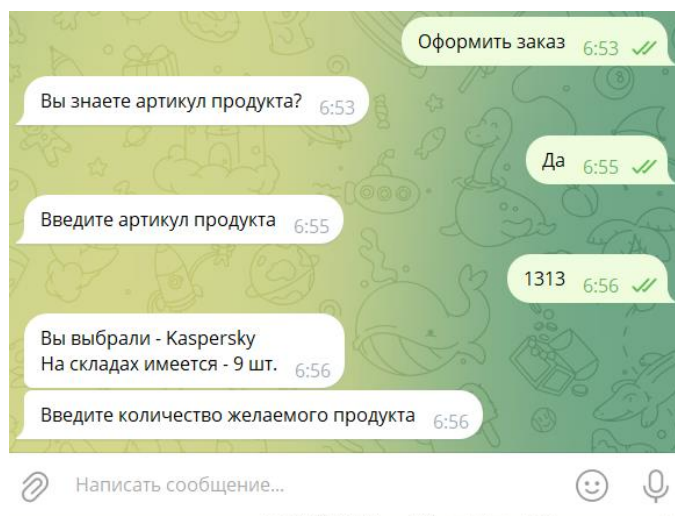 Оформить заказ 6:53
Вы знаете артикул продукта? 6:53
Да 6:55
Введите артикул продукта 6:55
1313 6:56
Вы выбрали - Kaspersky
На складах имеется - 9 шт. 6:56
Введите количество желаемого продукта 6:56
Написать сообщение...